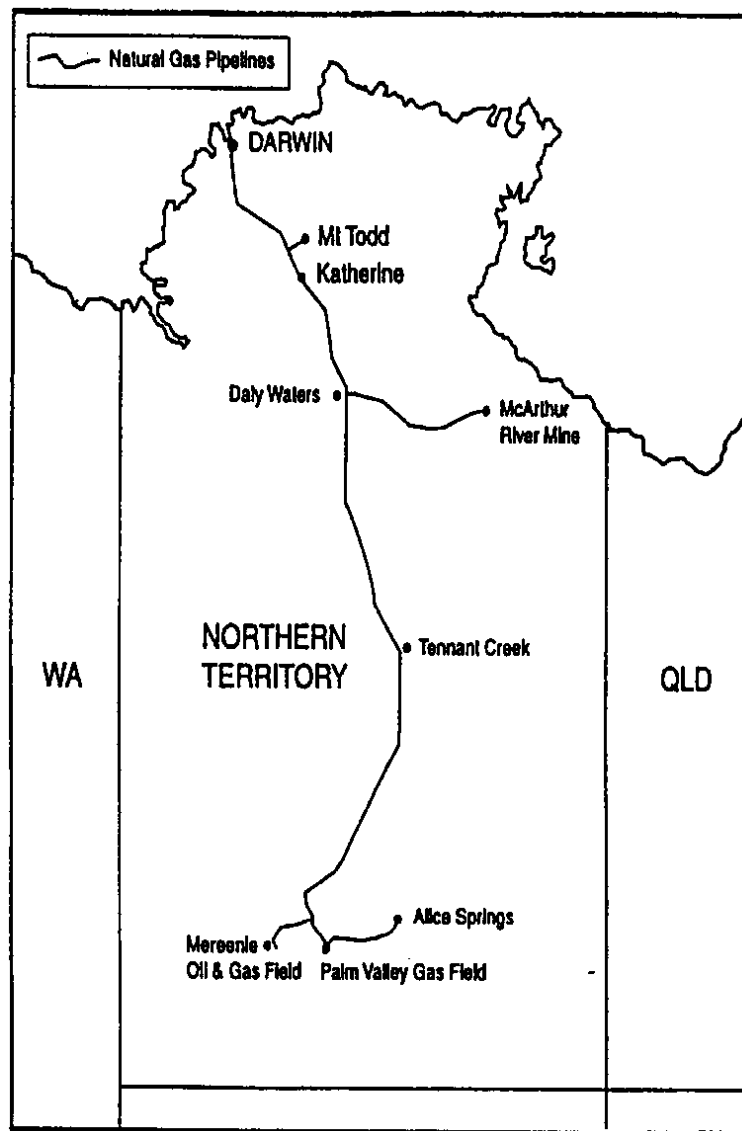 Natural Gas Pipelines
DARWIN
Mt Todd
Katherine
Daly Waters
McArthur
River Mine
NORTHERN
TERRITORY
Tennant Creek
WA
QLD
Alice Springs
Mereenie
Oil & Gas Field
Palm Valley Gas Field